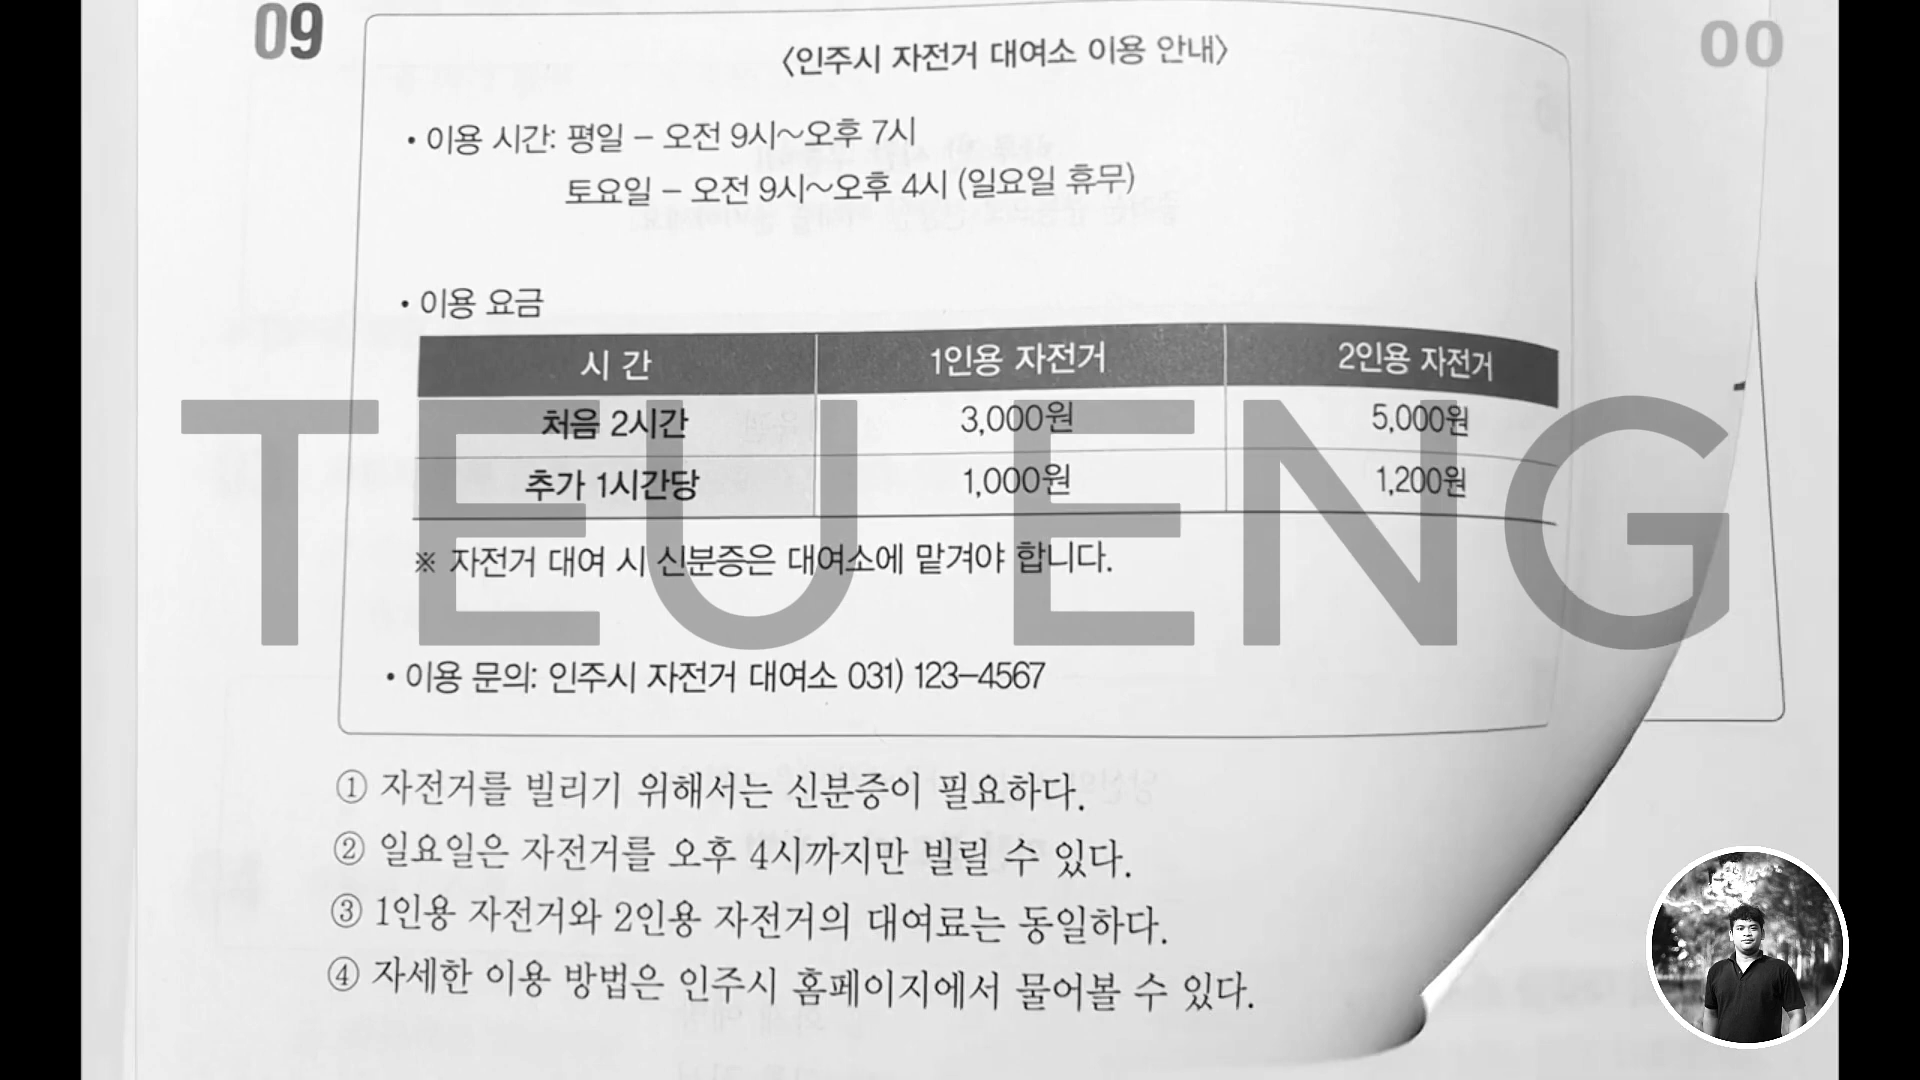 09
00
〈인주시 자전거 대여소 이용 안내〉
• 이용 시간: 평일 – 오전 9시~오후 7시
토요일 – 오전 9시~오후 4시 (일요일 휴무)
• 이용 요금
시 간 1인용 자전거 2인용 자전거
처음 2시간 3,000원 5,000원
추가 1시간당 1,000원 1,200원
TEU ENG
※ 자전거 대여 시 신분증은 대여소에 맡겨야 합니다.
• 이용 문의: 인주시 자전거 대여소 031) 123–4567
① 자전거를 빌리기 위해서는 신분증이 필요하다.
② 일요일은 자전거를 오후 4시까지만 빌릴 수 있다.
③ 1인용 자전거와 2인용 자전거의 대여료는 동일하다.
④ 자세한 이용 방법은 인주시 홈페이지에서 물어볼 수 있다.